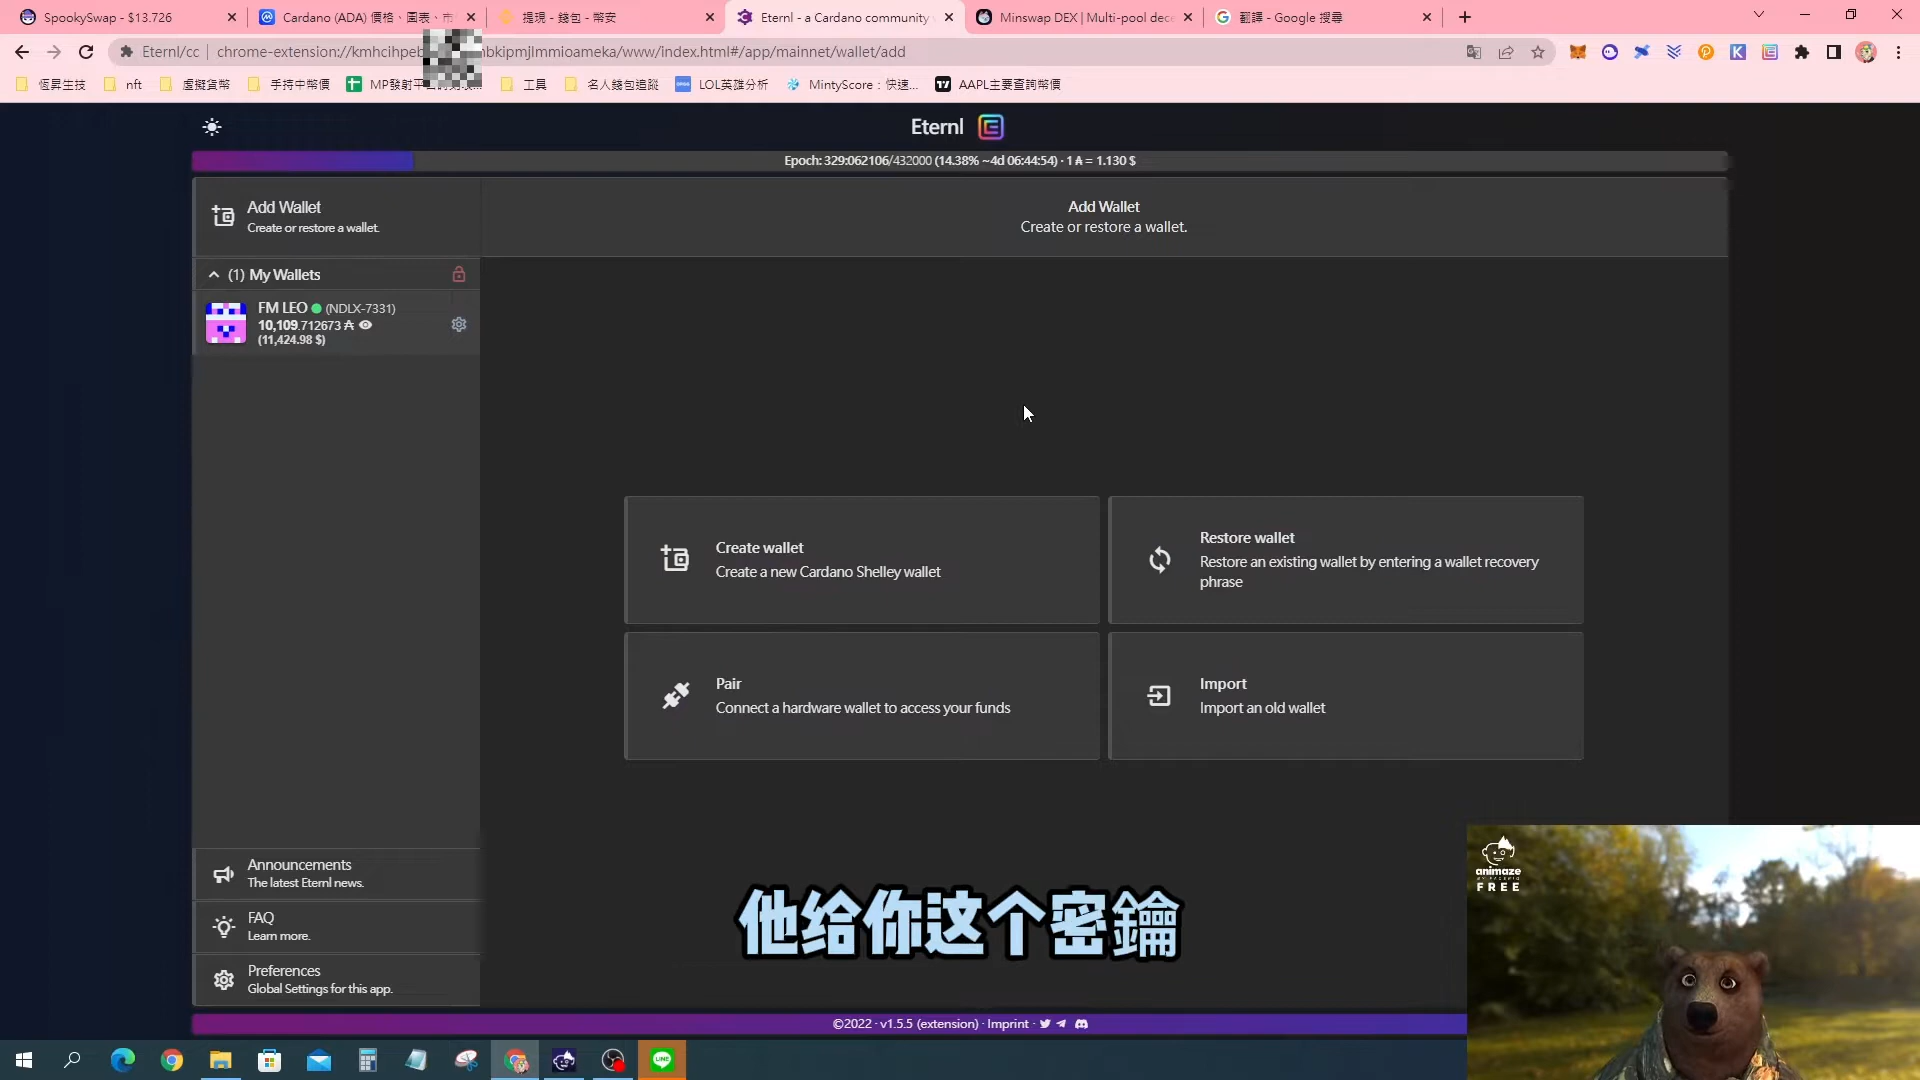 SpookySwap - $13.726
Cardano (ADA) 價格、圖表、市
提現 - 錢包 - 幣安
Eternl - a Cardano community
Minswap DEX | Multi-pool dece
翻譯 - Google 搜尋
Eternl/cc
chrome-extension://kmhcihpeb
bkipmjlmmioameka/www/index.html#/app/mainnet/wallet/add
恆昇生技
nft
虛擬貨幣
手持中幣價
工具
名人錢包追蹤
LOL英雄分析
MintyScore：快速...
AAPL主要查詢幣價
Eternl
Epoch: 329:062106/432000 (14.38% ~4d 06:44:54) · 1 ₳ = 1.130 $
Add Wallet
Create or restore a wallet.
Add Wallet
Create or restore a wallet.
(1) My Wallets
FM LEO (NDLX-7331)
10,109.712673 ₳
(11,424.98 $)
Create wallet
Create a new Cardano Shelley wallet
Restore wallet
Restore an existing wallet by entering a wallet recovery
phrase
Pair
Connect a hardware wallet to access your funds
Import
Import an old wallet
Announcements
The latest Eternl news.
FAQ
Learn more.
Preferences
Global Settings for this app.
他给你这个密鑰
animaze
FREE
©2022 · v1.5.5 (extension) · Imprint ·
LINE